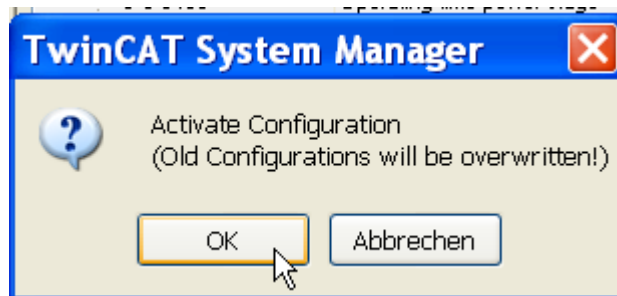 TwinCAT System Manager
Activate Configuration
(Old Configurations will be overwritten!)
OK
Abbrechen